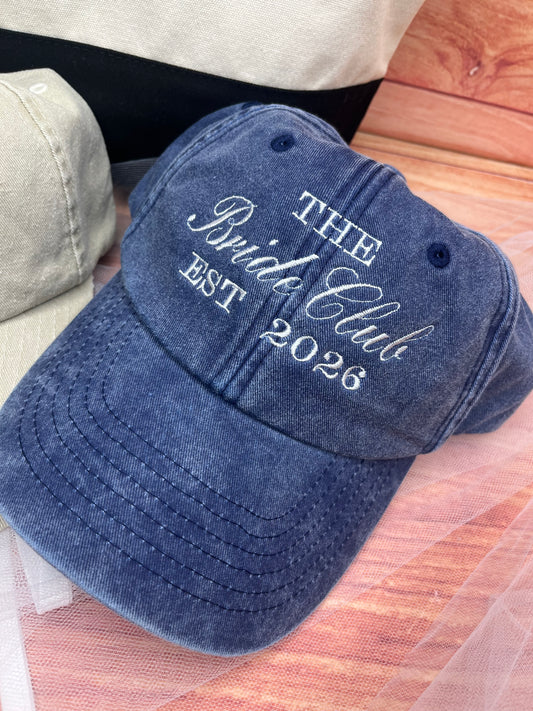 THE
Bride Club
EST 2026